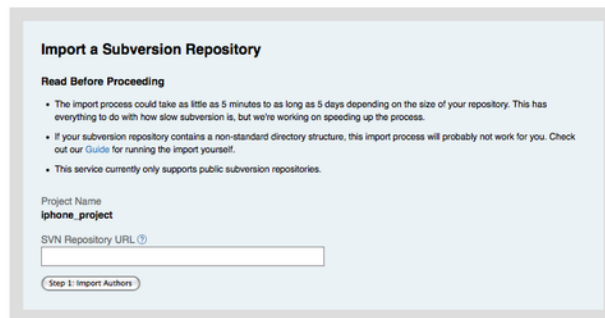 Import a Subversion Repository
Read Before Proceeding
• The import process could take as little as 5 minutes to as long as 5 days depending on the size of your repository. This has
everything to do with how slow subversion is, but we're working on speeding up the process.
• If your subversion repository contains a non-standard directory structure, this import process will probably not work for you. Check
out our Guide for running the import yourself.
• This service currently only supports public subversion repositories.
Project Name
iphone_project
SVN Repository URL ?
Step 1: Import Authors